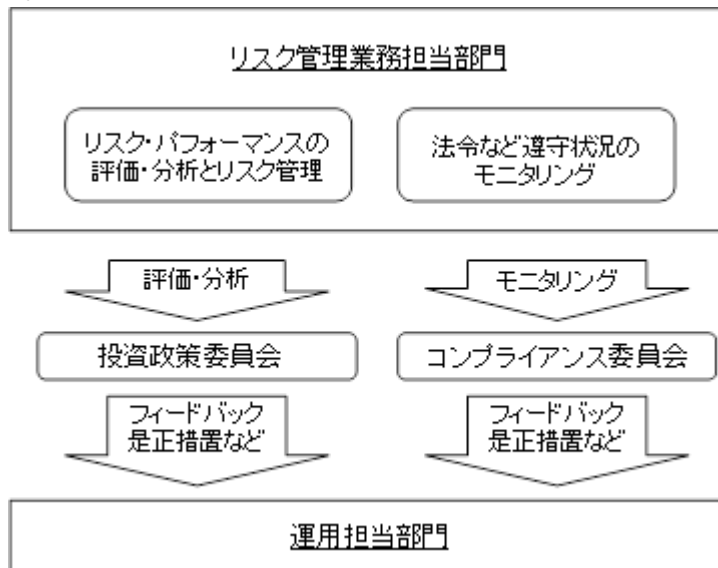 リスク管理業務担当部門
リスク・パフォーマンスの
評価・分析とリスク管理
法令など遵守状況の
モニタリング
評価・分析
モニタリング
投資政策委員会
コンプライアンス委員会
フィードバック
是正措置など
フィードバック
是正措置など
運用担当部門